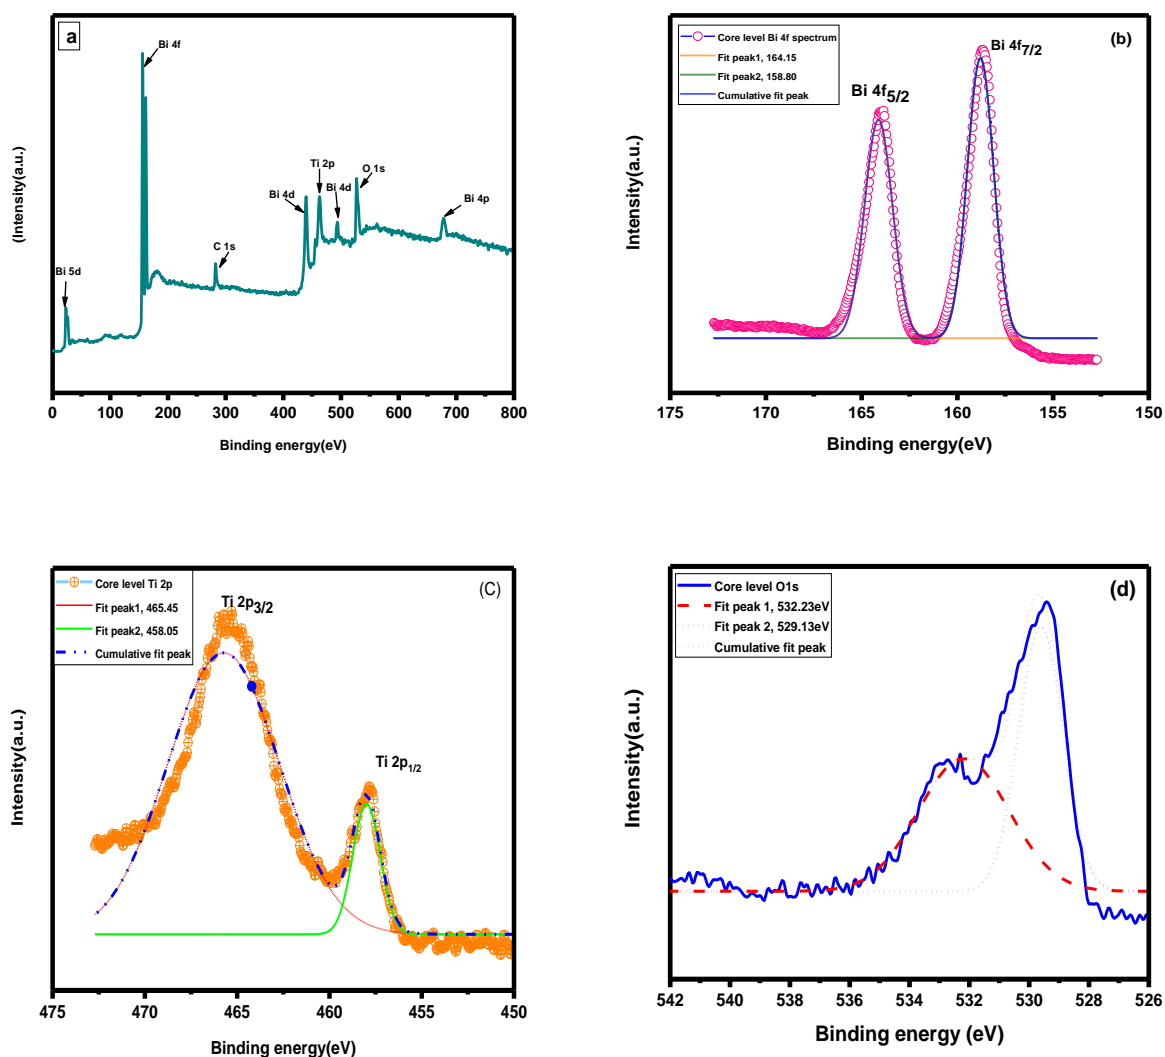 a
Bi 4f
Bi 5d
C 1s
Bi 4d
Ti 2p
Bi 4d
O 1s
Bi 4p
(Intensity(a.u.)
0 100 200 300 400 500 600 700 800
Binding energy(eV)
(b)
Core level Bi 4f spectrum
Fit peak1, 164.15
Fit peak2, 158.80
Cumulative fit peak
Bi 4f7/2
Bi 4f5/2
Intensity(a.u.)
175 170 165 160 155 150
Binding energy(eV)
(C)
Core level Ti 2p
Fit peak1, 465.45
Fit peak2, 458.05
Cumulative fit peak
Ti 2p3/2
Ti 2p1/2
Intensity(a.u.)
475 470 465 460 455 450
Binding energy(eV)
(d)
Core level O1s
Fit peak 1, 532.23eV
Fit peak 2, 529.13eV
Cumulative fit peak
Intensity(a.u.)
542 540 538 536 534 532 530 528 526
Binding energy (eV)